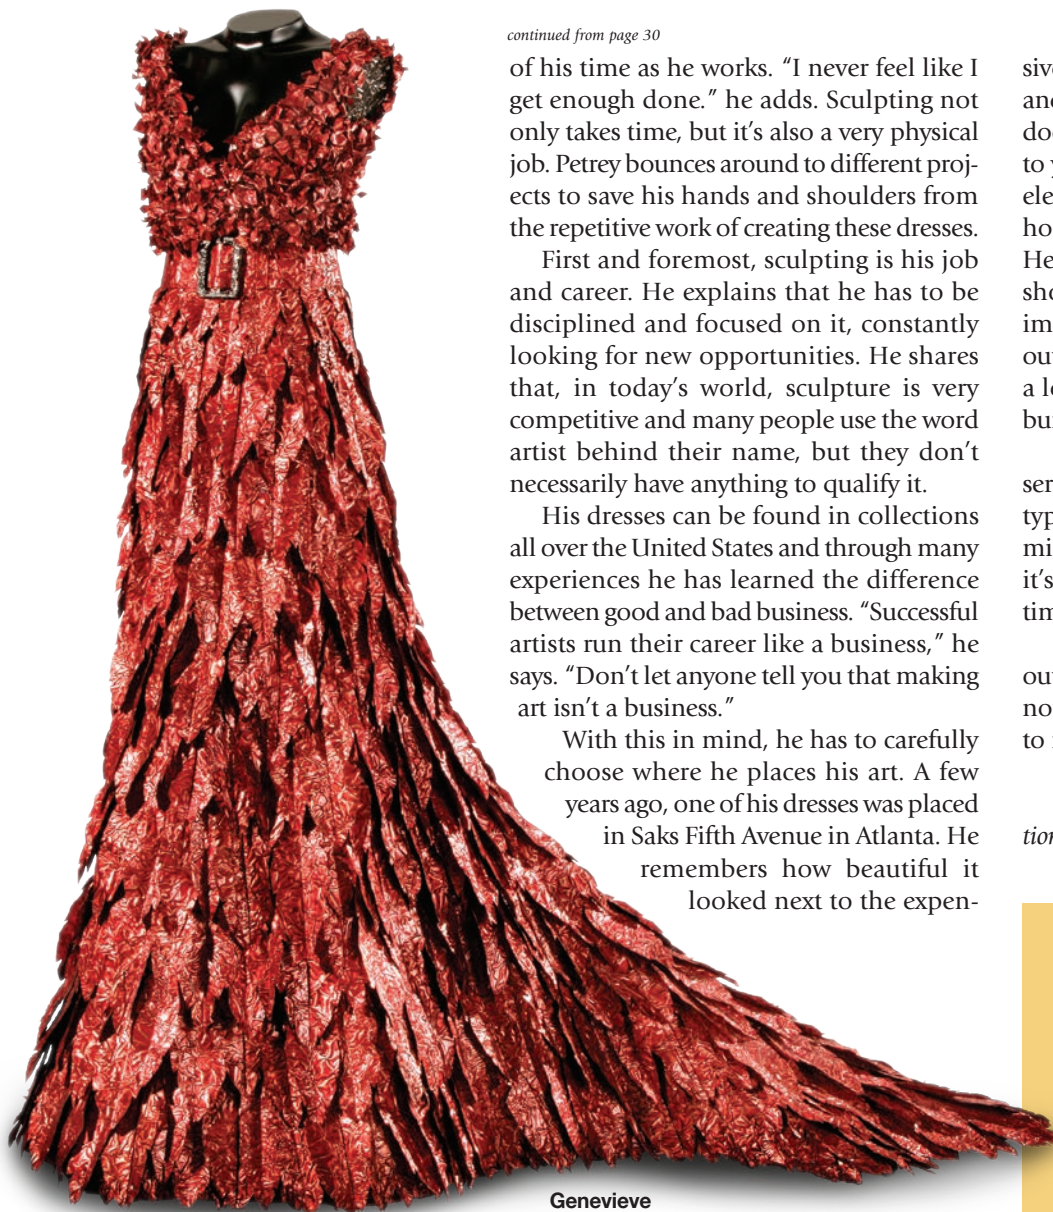 continued from page 30
of his time as he works. “I never feel like I
get enough done.” he adds. Sculpting not
only takes time, but it’s also a very physical
job. Petrey bounces around to different proj-
ects to save his hands and shoulders from
the repetitive work of creating these dresses.
First and foremost, sculpting is his job
and career. He explains that he has to be
disciplined and focused on it, constantly
looking for new opportunities. He shares
that, in today’s world, sculpture is very
competitive and many people use the word
artist behind their name, but they don’t
necessarily have anything to qualify it.
His dresses can be found in collections
all over the United States and through many
experiences he has learned the difference
between good and bad business. “Successful
artists run their career like a business,” he
says. “Don’t let anyone tell you that making
art isn’t a business.”
With this in mind, he has to carefully
choose where he places his art. A few
years ago, one of his dresses was placed
in Saks Fifth Avenue in Atlanta. He
remembers how beautiful it
looked next to the expen-
Genevieve
to
He
a
it’s
to